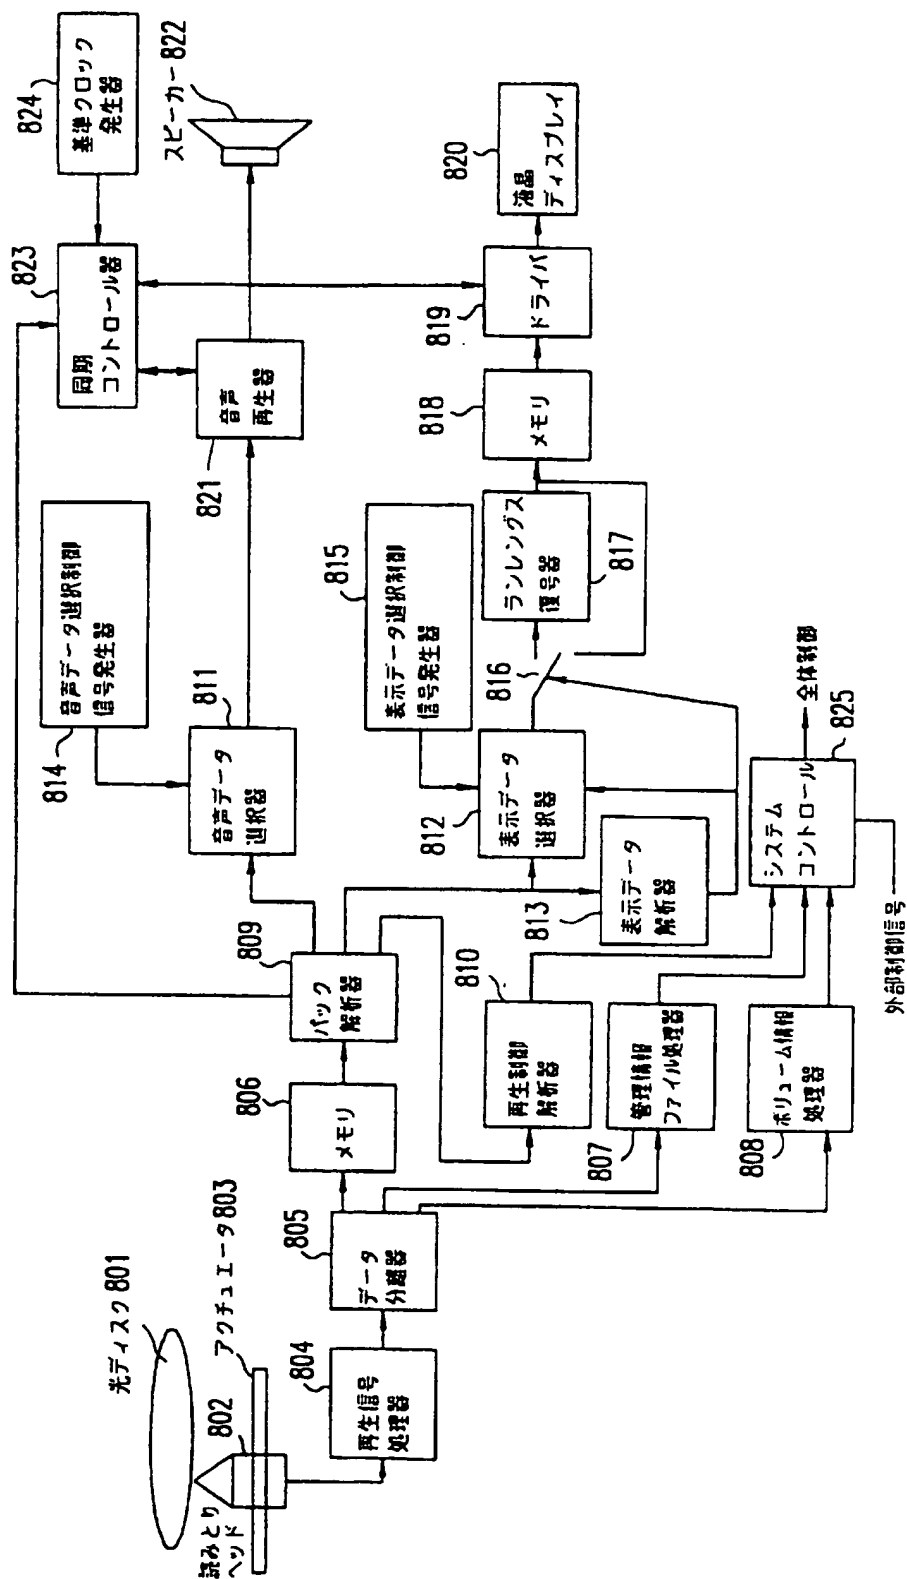 光ディスク 801
読みとり
ヘッド
802
アクチュエータ 803
再生信号
処理器
804
データ
分離器
805
メモリ
806
管理情報
ファイル処理器
807
ボリューム情報
処理器
808
パック
解析器
809
再生制御
解析器
810
音声データ
選択器
811
表示データ
選択器
812
表示データ
解析器
813
音声データ選択制御
信号発生器
814
表示データ選択制御
信号発生器
815
816
ランレングス
復号器
817
メモリ
818
ドライバ
819
液晶
ディスプレイ
820
音声
再生器
821
スピーカー 822
同期
コントロール器
823
基準クロック
発生器
824
システム
コントロール
825
全体制御
外部制御信号